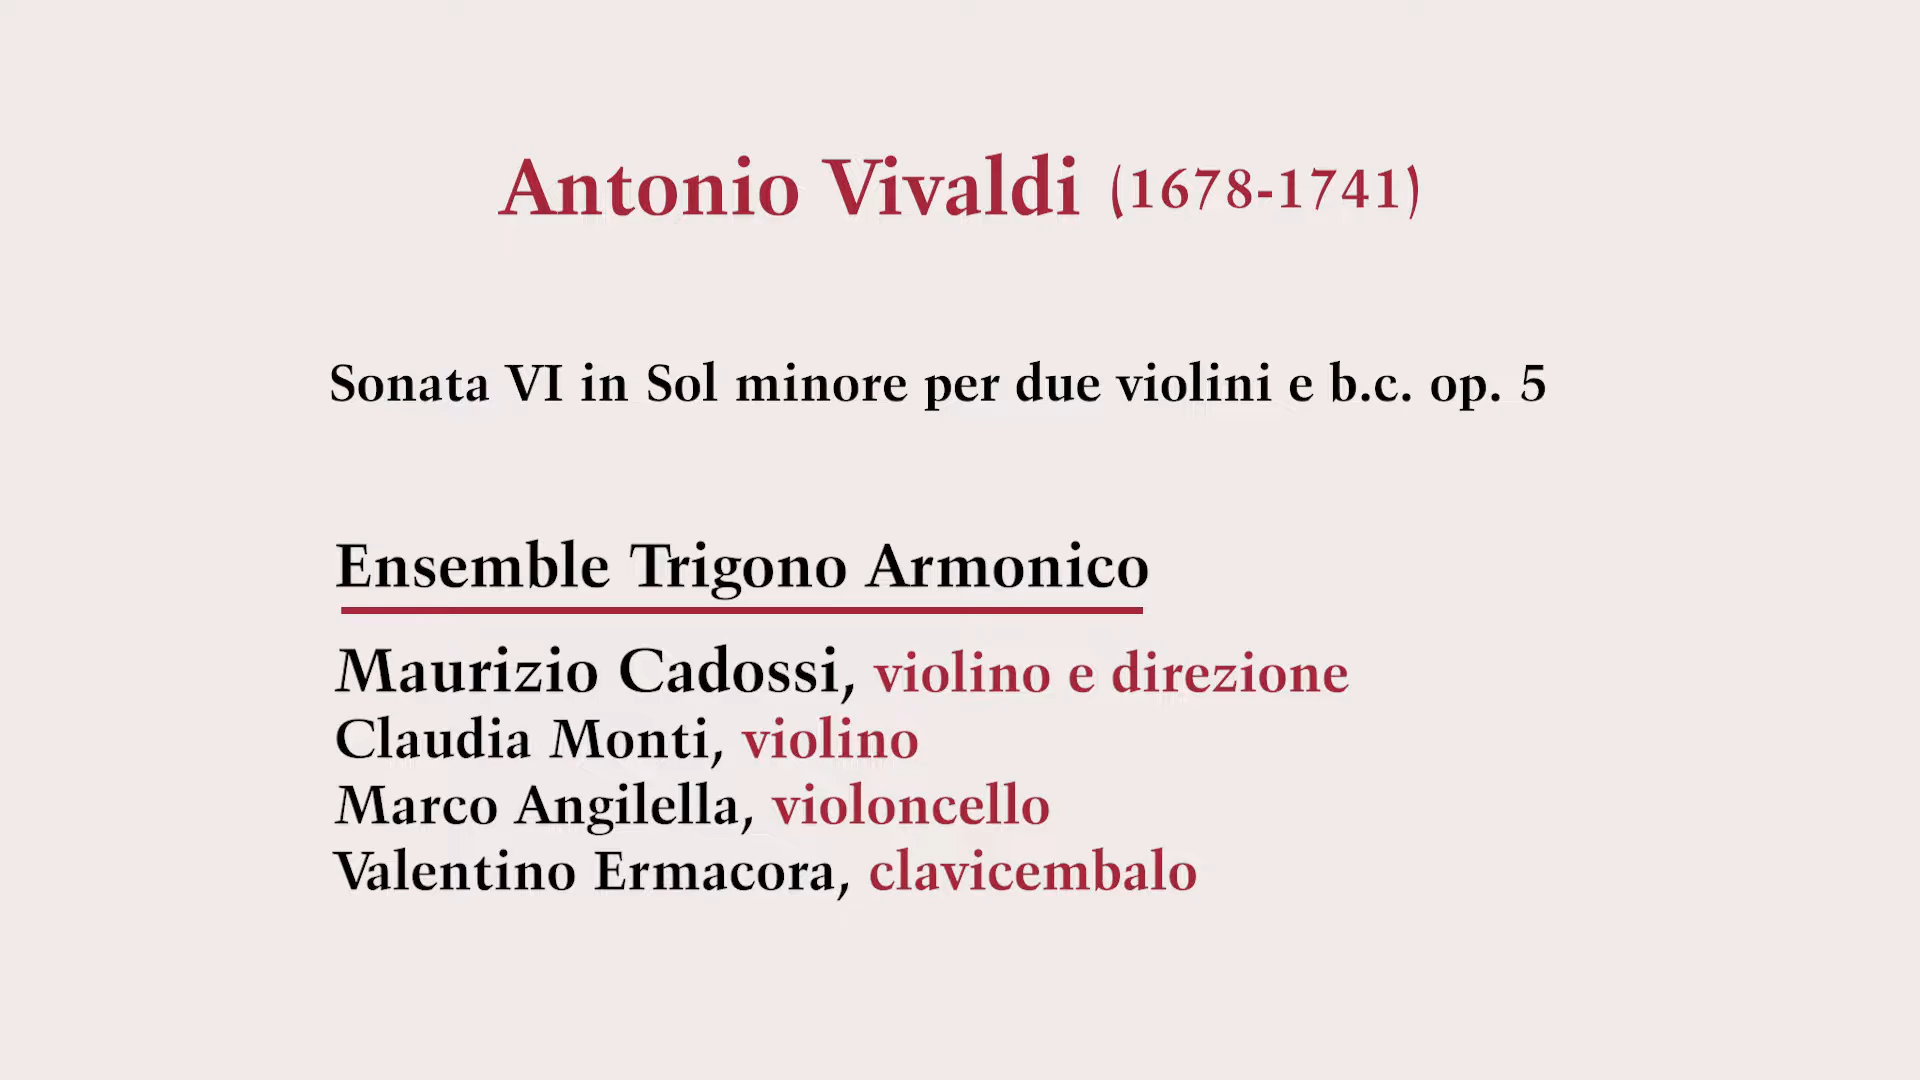 Antonio Vivaldi (1678-1741)
Sonata VI in Sol minore per due violini e b.c. op. 5
Ensemble Trigono Armonico
Maurizio Cadossi, violino e direzione
Claudia Monti, violino
Marco Angilella, violoncello
Valentino Ermacora, clavicembalo